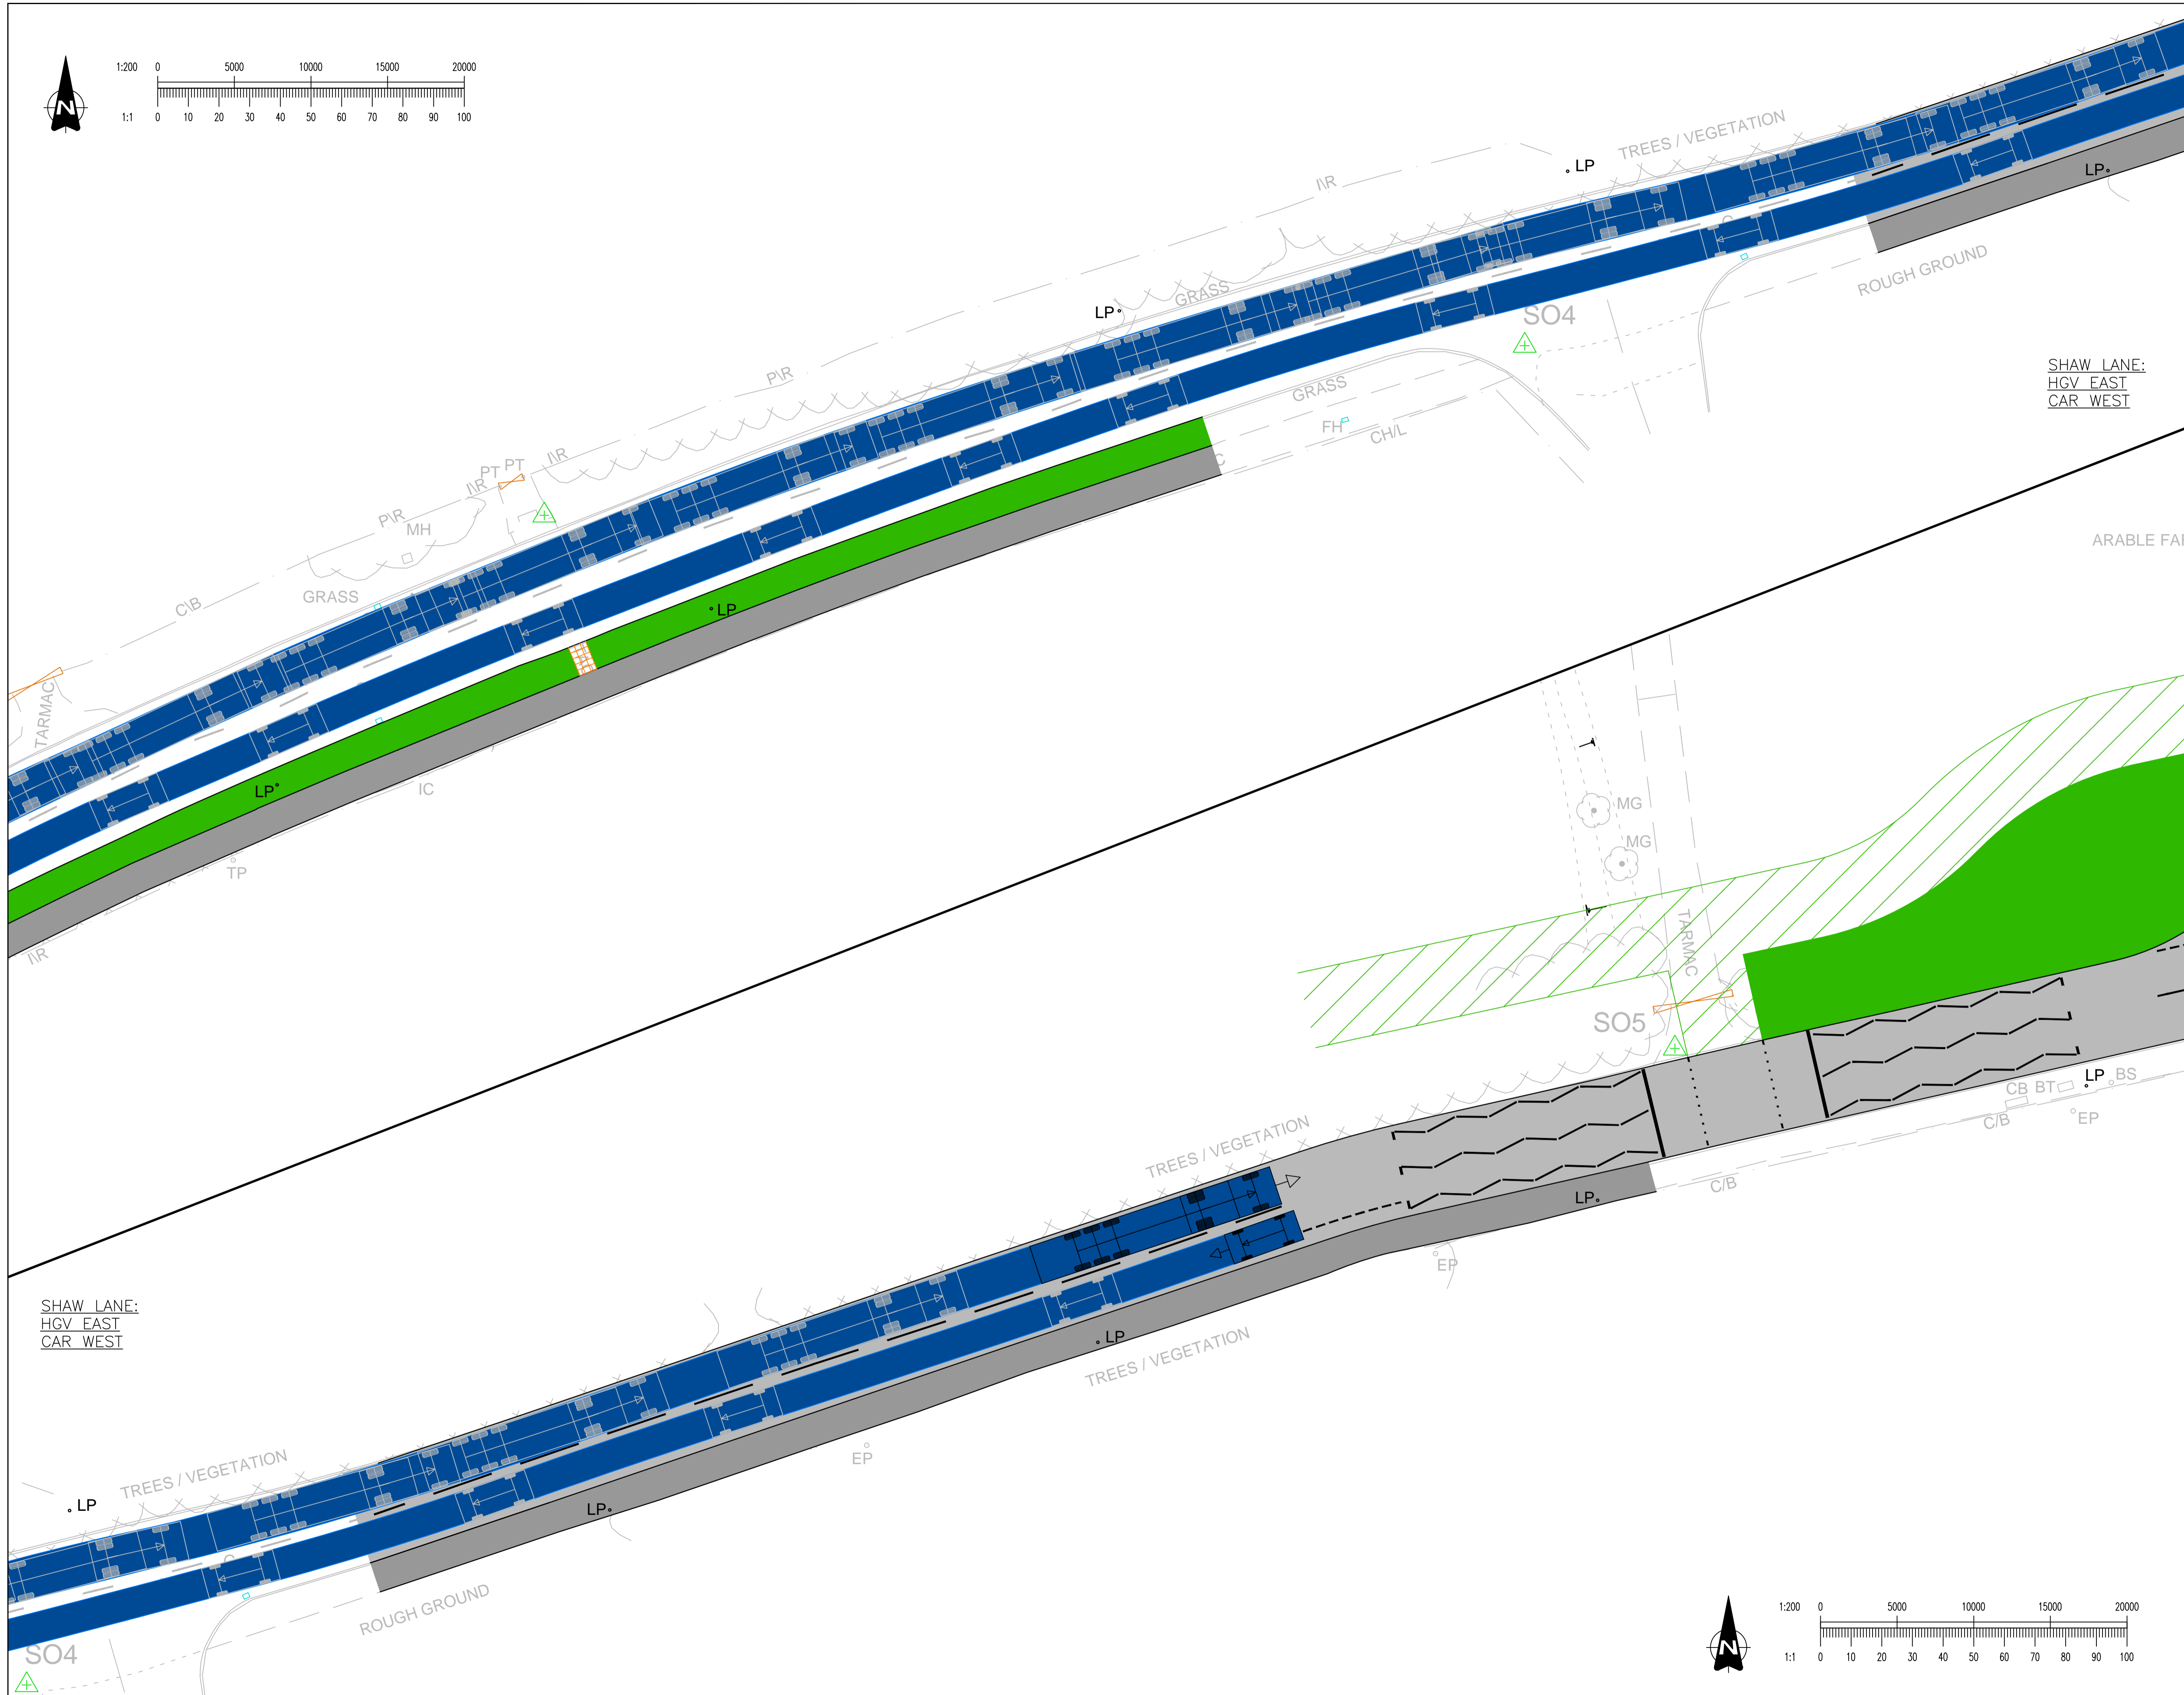 1:200 0 5000 10000 15000 20000
1:1 0 10 20 30 40 50 60 70 80 90 100
N
TREES / VEGETATION
LP
LP
I\R
GRASS
LP
C
ROUGH GROUND
SO4
SHAW LANE:
HGV EAST
CAR WEST
P\R
GRASS
FH
CH/L
C
I\R
PT PT
I\R
P\R
MH
C\B
GRASS
LP
TARMAC
LP
IC
TP
I\R
ARABLE
MG
MG
TARMAC
SO5
LP
CB BT BS
EP
C/B
C/B
TREES / VEGETATION
LP
EP
SHAW LANE:
HGV EAST
CAR WEST
LP
TREES / VEGETATION
EP
TREES / VEGETATION
LP
LP
C
ROUGH GROUND
SO4
N
1:200 0 5000 10000 15000 20000
1:1 0 10 20 30 40 50 60 70 80 90 100